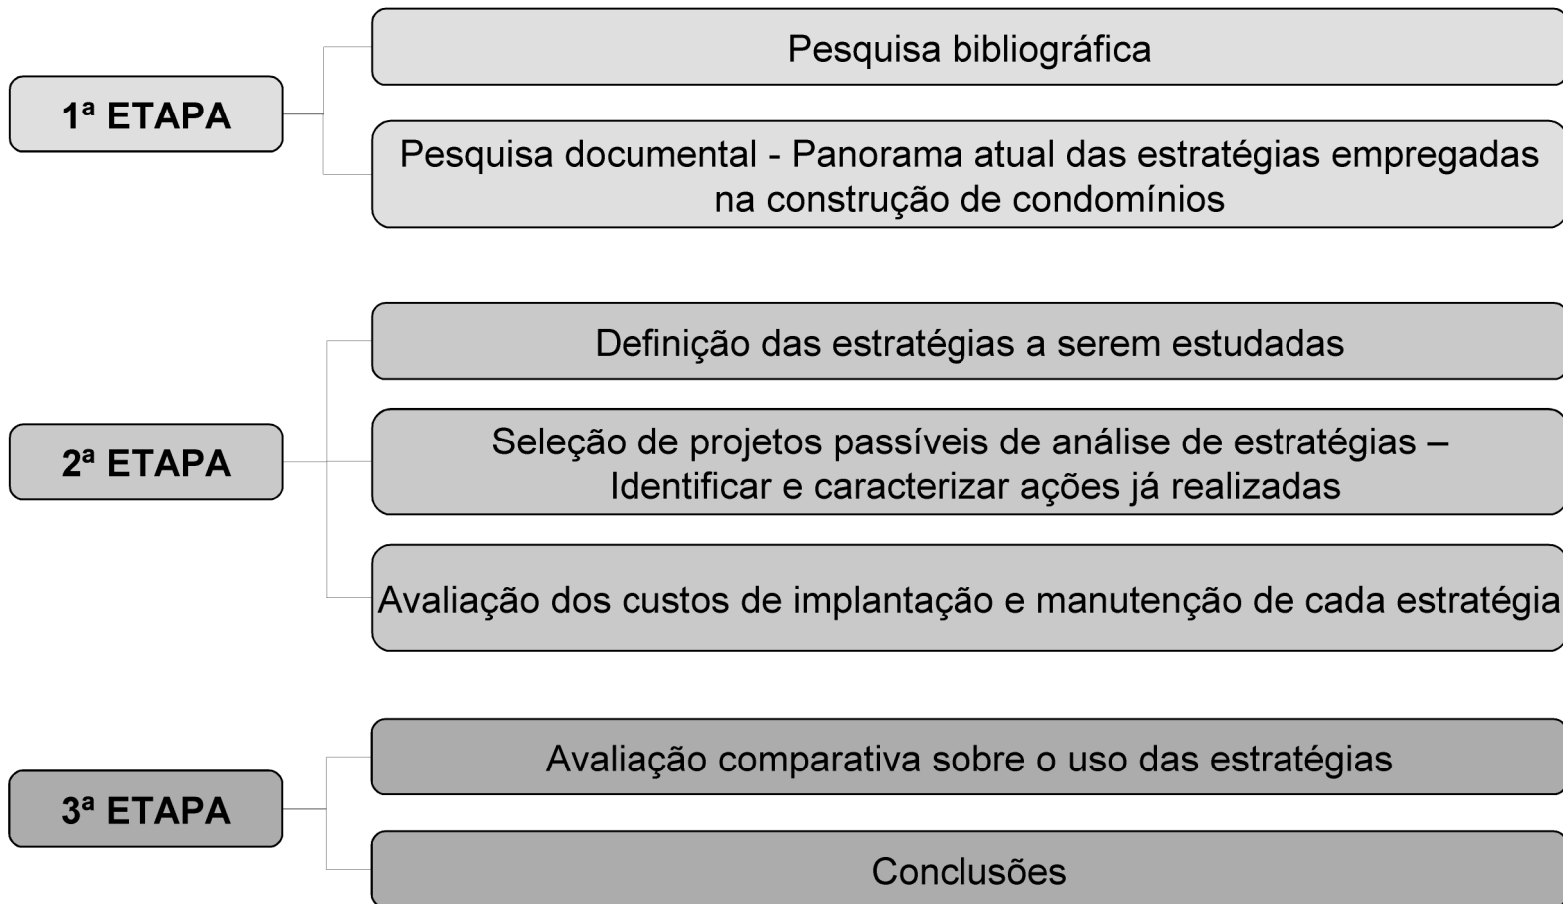 1ª ETAPA
Pesquisa bibliográfica
Pesquisa documental - Panorama atual das estratégias empregadas
na construção de condomínios
2ª ETAPA
Definição das estratégias a serem estudadas
Seleção de projetos passíveis de análise de estratégias –
Identificar e caracterizar ações já realizadas
Avaliação dos custos de implantação e manutenção de cada estratégia
3ª ETAPA
Avaliação comparativa sobre o uso das estratégias
Conclusões